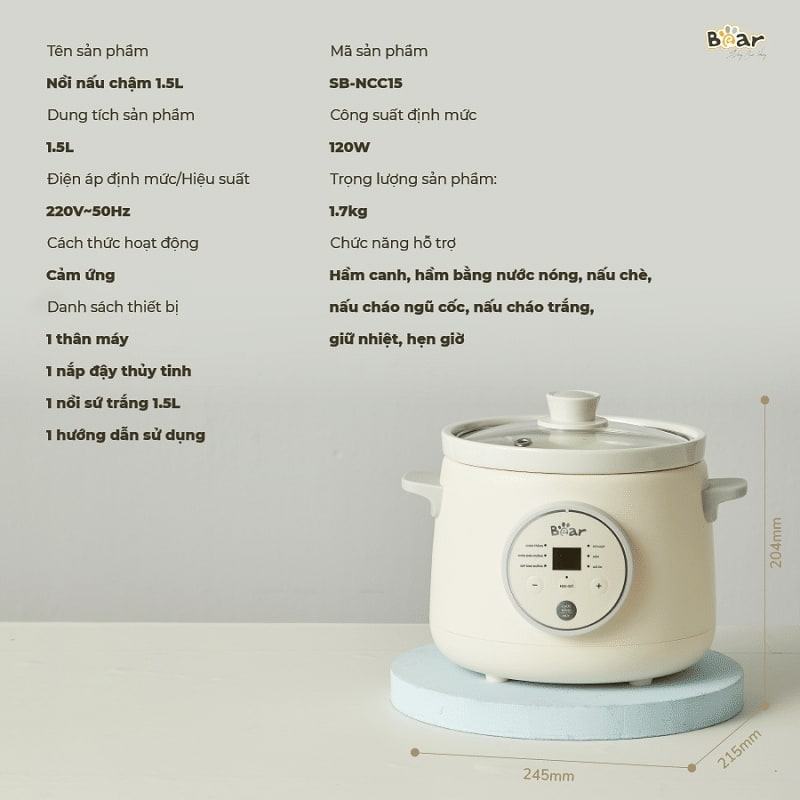 Bear
Tên sản phẩm
Nồi nấu chậm 1.5L
Dung tích sản phẩm
1.5L
Điện áp định mức/Hiệu suất
220V~50Hz
Cách thức hoạt động
Cảm ứng
Danh sách thiết bị
1 thân máy
1 nắp đậy thủy tinh
1 nồi sứ trắng 1.5L
1 hướng dẫn sử dụng
Mã sản phẩm
SB-NCC15
Công suất định mức
120W
Trọng lượng sản phẩm:
1.7kg
Chức năng hỗ trợ
Hầm canh, hầm bằng nước nóng, nấu chè,
nấu cháo ngũ cốc, nấu cháo trắng,
giữ nhiệt, hẹn giờ
Bear
204mm
215mm
245mm